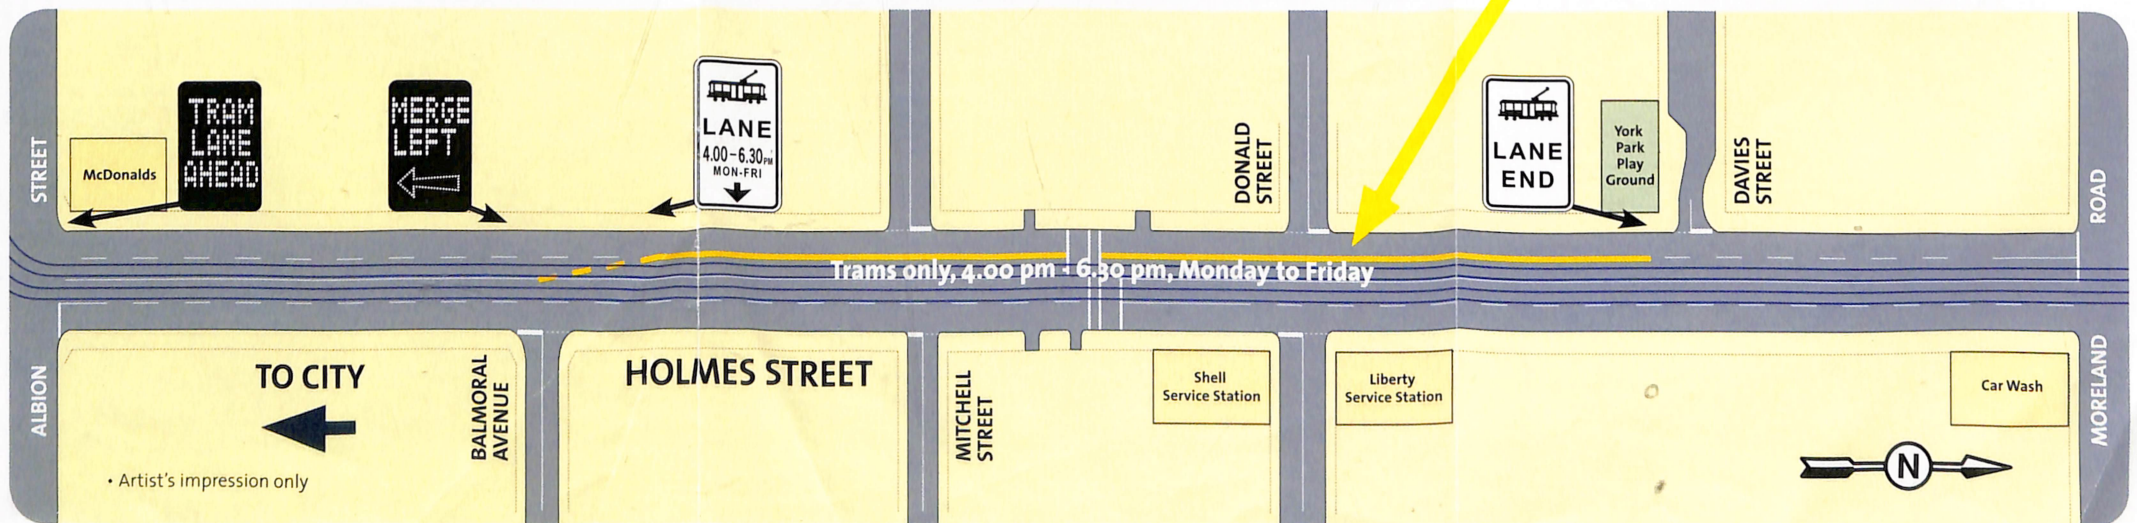 TRAM
LANE
AHEAD
MERGE
LEFT
LANE
4.00-6.30PM
MON-FRI
LANE
END
McDonalds
York
Park
Play
Ground
DONALD
STREET
DAVIES
STREET
ALBION STREET
MORELAND ROAD
Trams only, 4.00 pm - 6.30 pm, Monday to Friday
TO CITY
BALMORAL
AVENUE
HOLMES STREET
MITCHELL
STREET
Shell
Service Station
Liberty
Service Station
Car Wash
N
• Artist's impression only